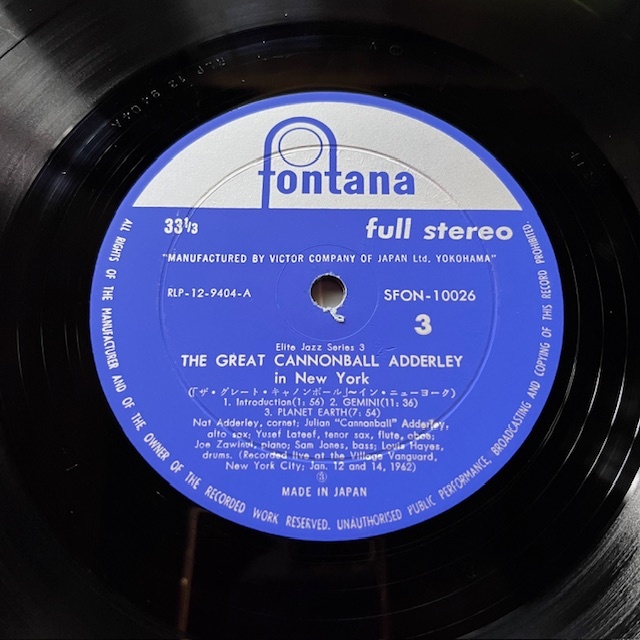 fontana
33⅓
full stereo
"MANUFACTURED BY VICTOR COMPANY OF JAPAN Ltd. YOKOHAMA"
RLP-12-9404-A
SFON-10026
3
Elite Jazz Series 3
THE GREAT CANNONBALL ADDERLEY
in New York
(「ザ・グレート・キャノンボール」イン・ニューヨーク)
1. Introduction(1: 56) 2. GEMINI(11; 36)
3. PLANET EARTH(7: 54)
Nat Adderley, cornet; Julian "Cannanball" Adderley,
alto sax; Yusef Lateef, tenor sax, flute, oboe;
Joe Zawinul, piano; Sam Jones, bass; Louis Hayes,
drums. (Recorded live at the Village Vanguard,
New York City; Jan. 12 and 14, 1962)
MADE IN JAPAN
ALL RIGHTS OF THE MANUFACTURER AND OF THE OWNER OF THE RECORDED WORK RESERVED. UNAUTHORISED PUBLIC PERFORMANCE, BROADCASTING AND COPYING OF THIS RECORD PROHIBITED.